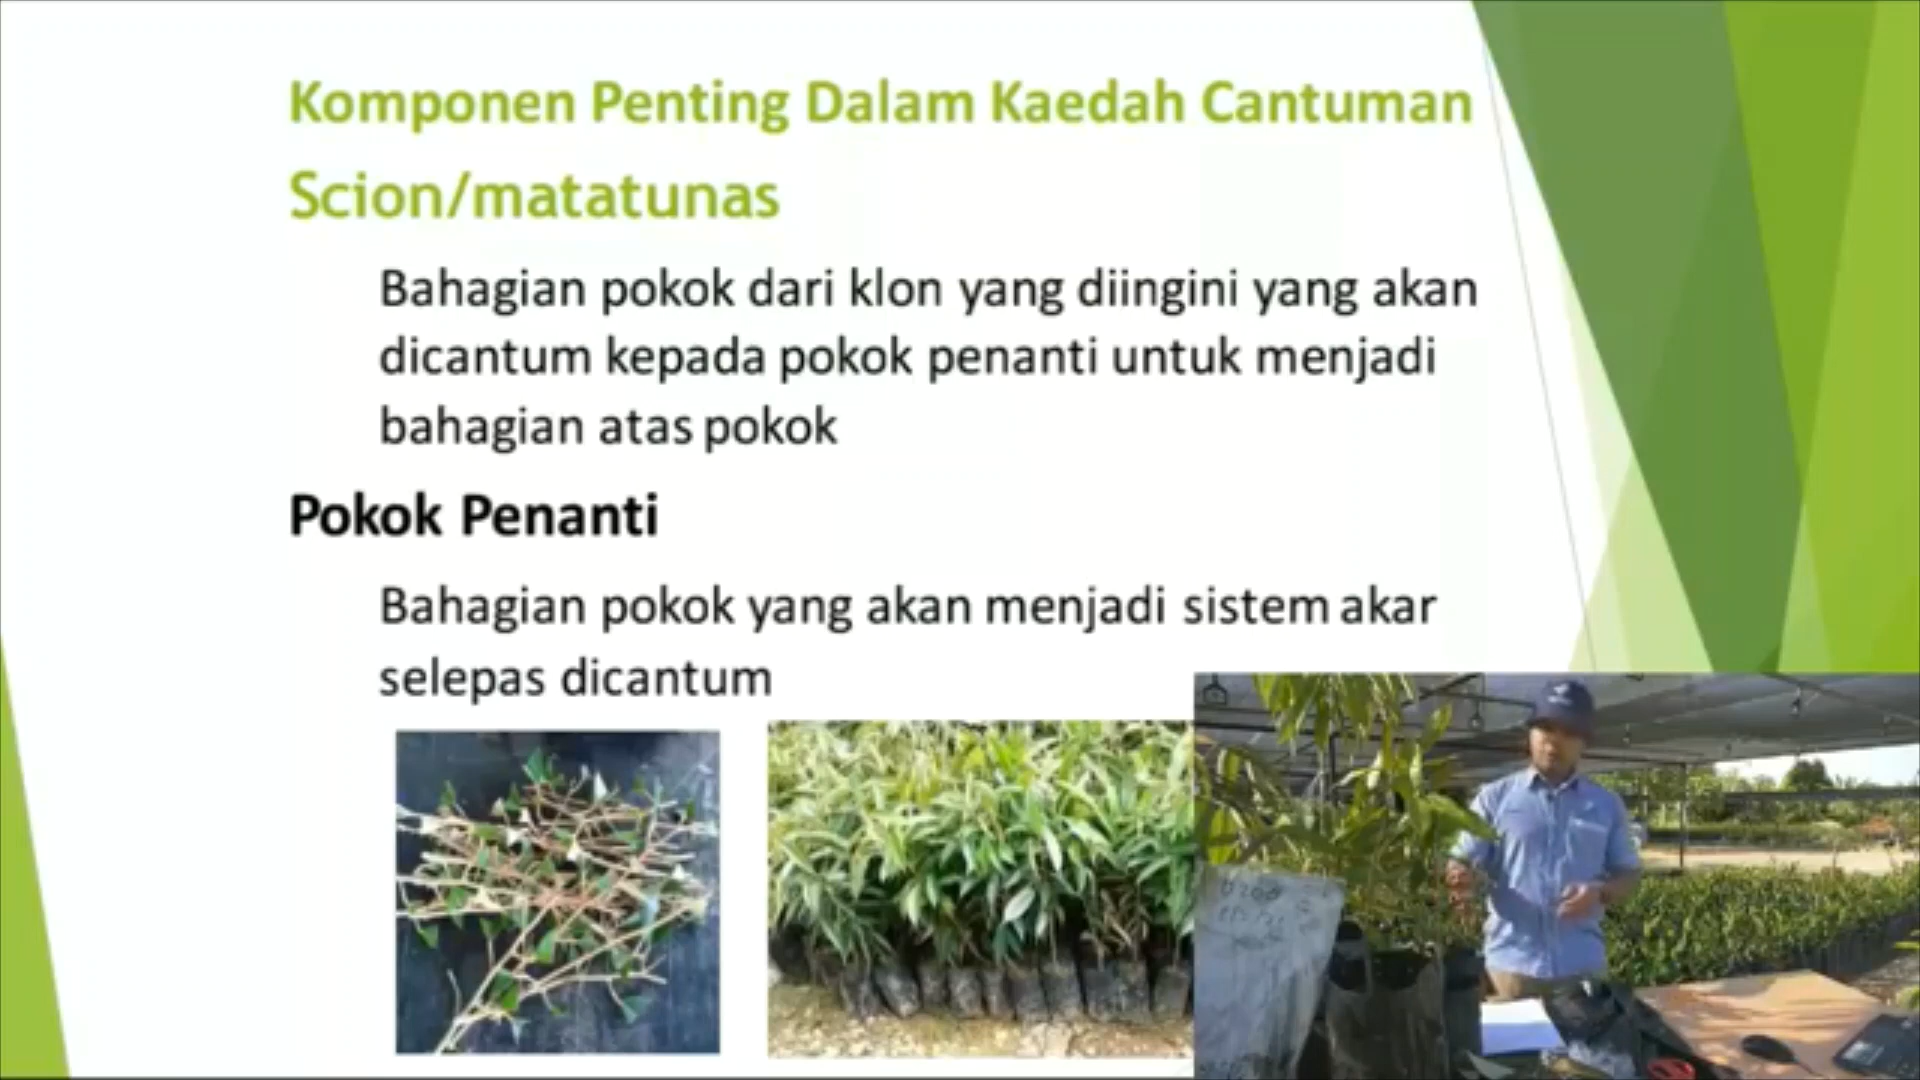 Komponen Penting Dalam Kaedah Cantuman
Scion/matatunas
Bahagian pokok dari klon yang diingini yang akan
dicantum kepada pokok penanti untuk menjadi
bahagian atas pokok
Pokok Penanti
Bahagian pokok yang akan menjadi sistem akar
selepas dicantum